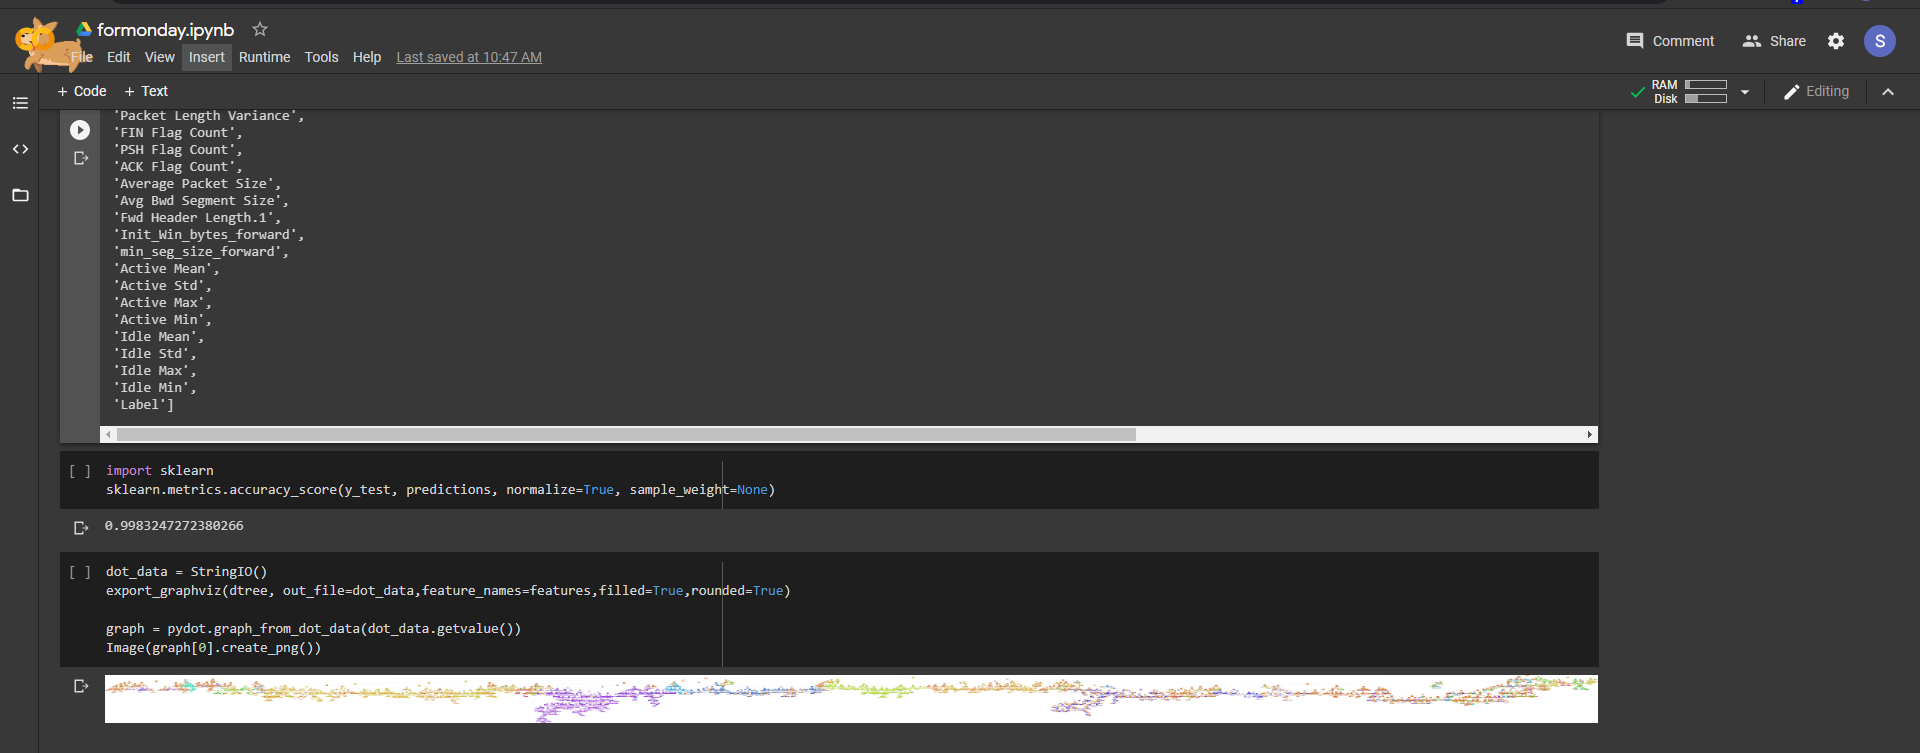 formonday.ipynb
File Edit View Insert Runtime Tools Help Last saved at 10:47 AM
Comment Share S
+ Code + Text
RAM
Disk
Editing
'Packet Length Variance',
'FIN Flag Count',
'PSH Flag Count',
'ACK Flag Count',
'Average Packet Size',
'Avg Bwd Segment Size',
'Fwd Header Length.1',
'Init_Win_bytes_forward',
'min_seg_size_forward',
'Active Mean',
'Active Std',
'Active Max',
'Active Min',
'Idle Mean',
'Idle Std',
'Idle Max',
'Idle Min',
'Label']
[ ] import sklearn
sklearn.metrics.accuracy_score(y_test, predictions, normalize=True, sample_weight=None)
0.9983247272380266
[ ] dot_data = StringIO()
export_graphviz(dtree, out_file=dot_data,feature_names=features,filled=True,rounded=True)
graph = pydot.graph_from_dot_data(dot_data.getvalue())
Image(graph[0].create_png())